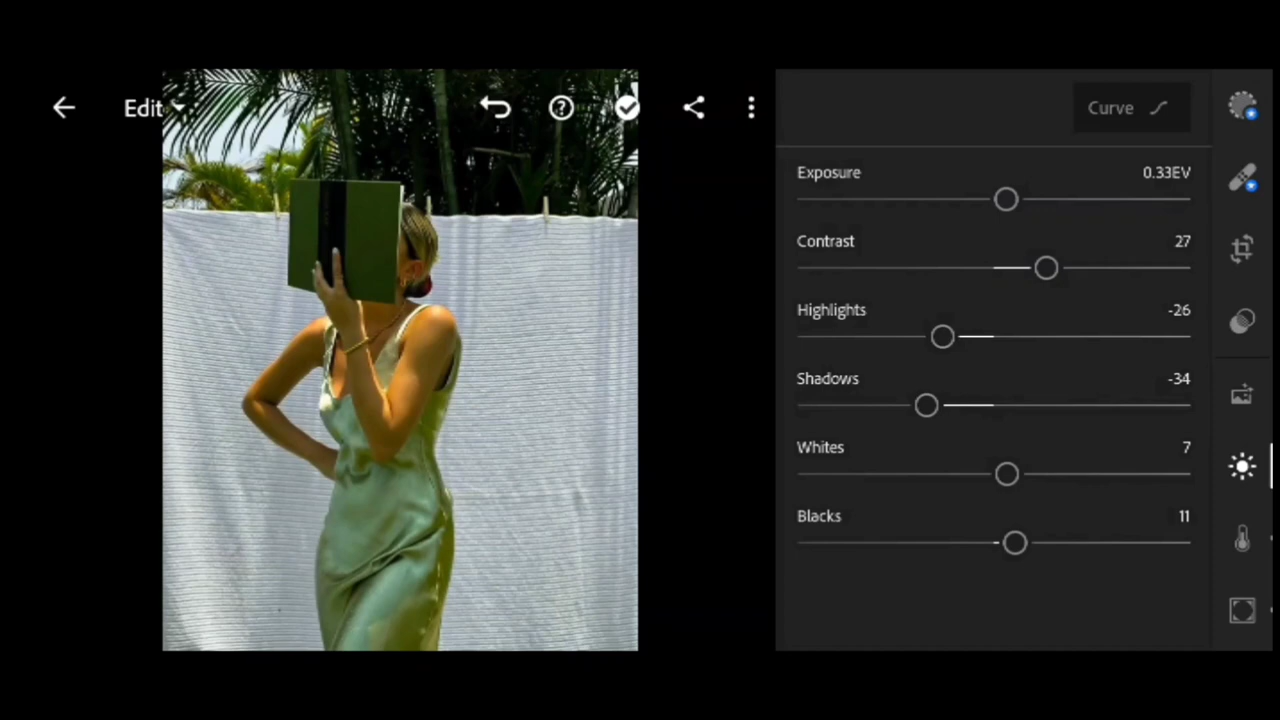 Edit
Curve
Exposure 0.33EV
Contrast 27
Highlights -26
Shadows -34
Whites 7
Blacks 11